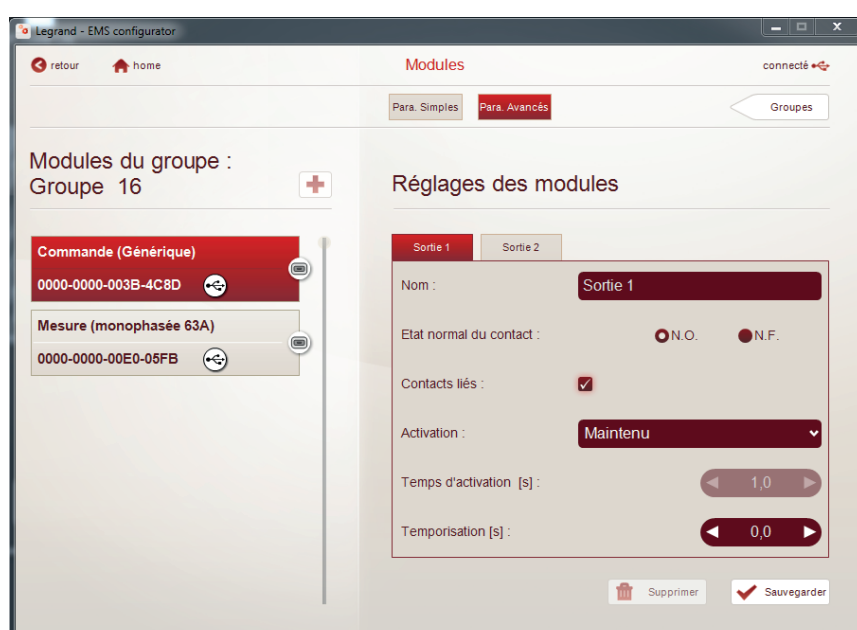 Legrand - EMS configurator
retour
home
Modules
connecté
Para. Simples
Para. Avancés
Groupes
Modules du groupe :
Groupe 16
Réglages des modules
Commande (Générique)
0000-0000-003B-4C8D
Mesure (monophasée 63A)
0000-0000-00E0-05FB
Sortie 1
Sortie 2
Nom :
Sortie 1
Etat normal du contact :
N.O.
N.F.
Contacts liés :
Activation :
Maintenu
Temps d'activation [s] :
1,0
Temporisation [s] :
0,0
Supprimer
Sauvegarder